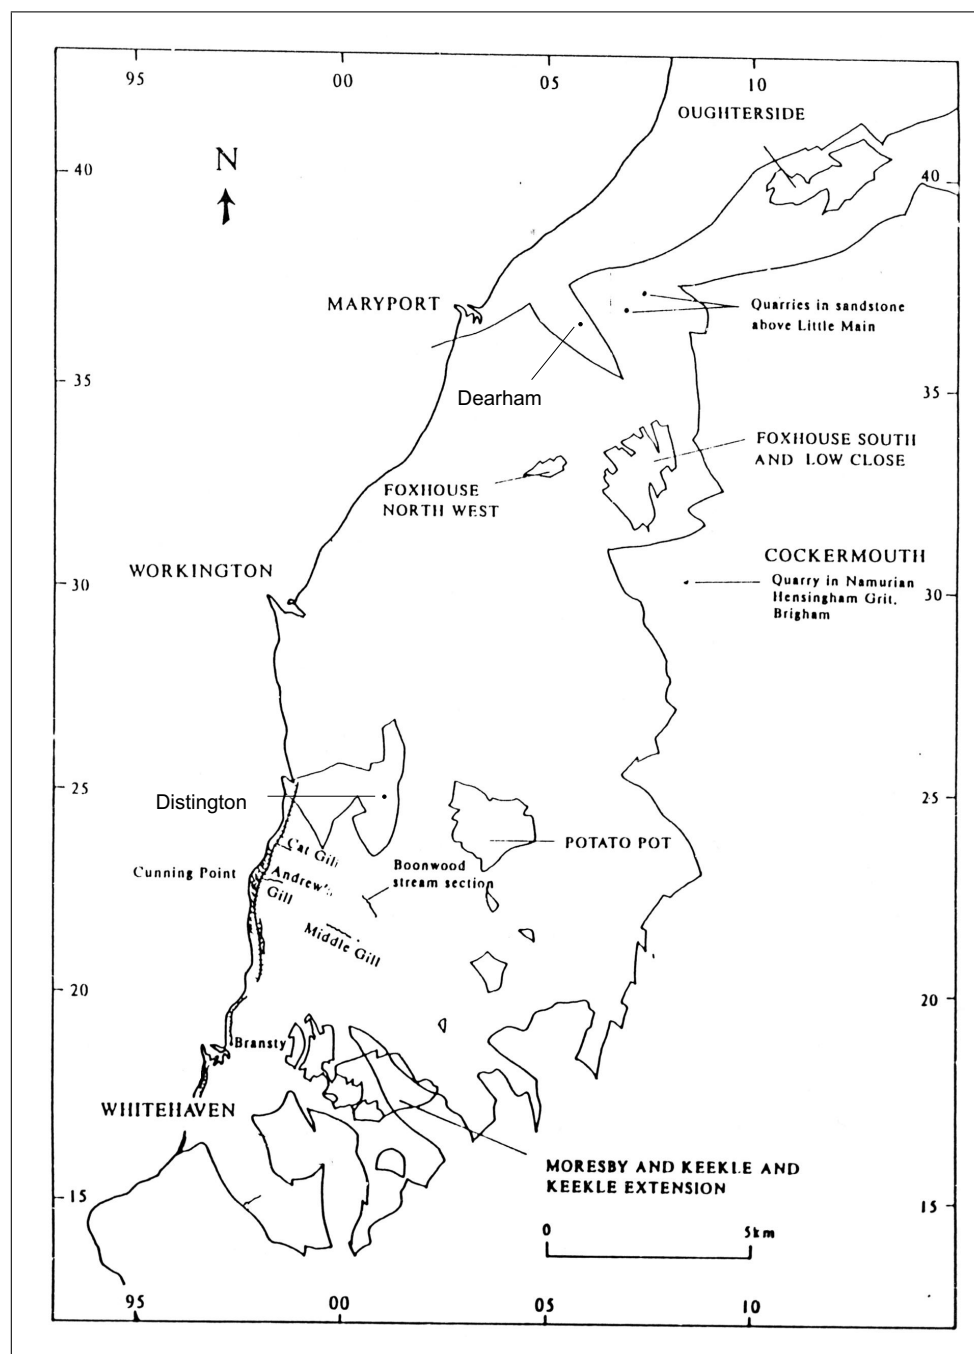 95
00
05
10
OUGHTERSIDE
N
40
40
MARYPORT
Quarries in sandstone
above Little Main
35
35
Dearham
FOXHOUSE SOUTH
AND LOW CLOSE
FOXHOUSE
NORTH WEST
WORKINGTON
COCKERMOUTH
30
Quarry in Namurian
Hensingham Grit,
Brigham
30
25
25
Distington
POTATO POT
Cat Gill
Cunning Point
Andrew's
Gill
Boonwood
stream section
Middle Gill
20
20
Bransty
WHITEHAVEN
MORESBY AND KEEKLE AND
KEEKLE EXTENSION
15
15
0
5km
95
00
05
10